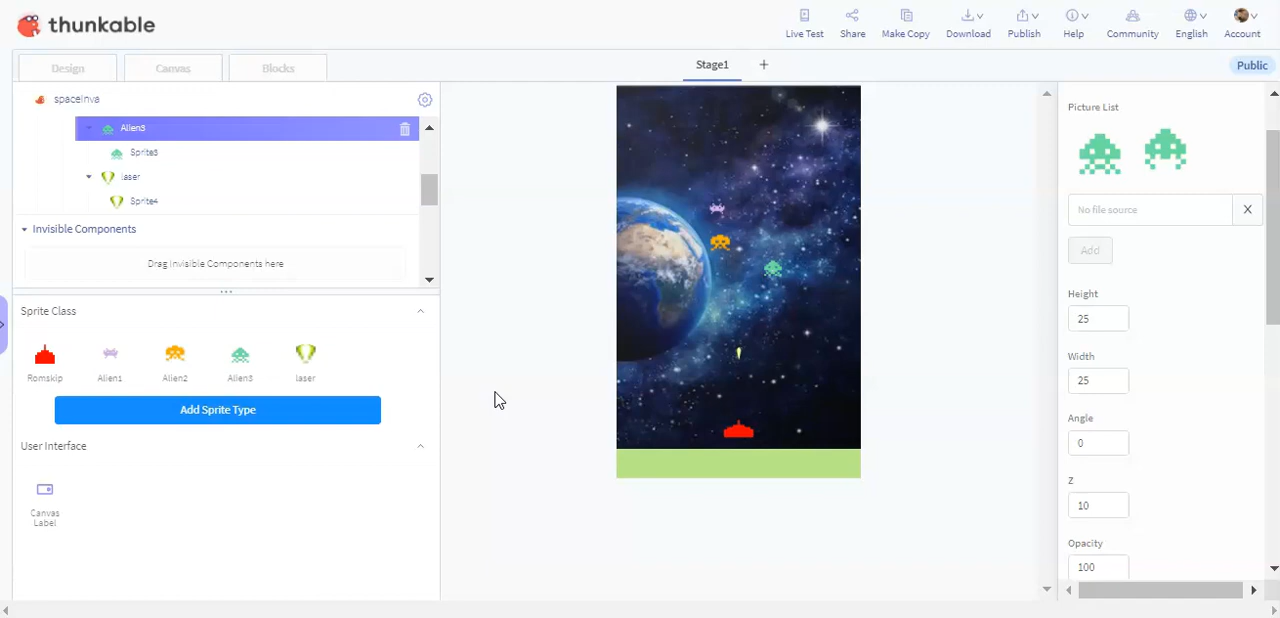 thunkable
Live Test
Share
Make Copy
Download
Publish
Help
Community
English
Account
Design
Canvas
Blocks
Stage1
+
Public
spaceInva
Alien3
Sprite3
laser
Sprite4
Invisible Components
Drag Invisible Components here
Sprite Class
Romskip
Alien1
Alien2
Alien3
laser
Add Sprite Type
User Interface
Canvas
Label
Picture List
No file source
X
Add
Height
25
Width
25
Angle
0
Z
10
Opacity
100